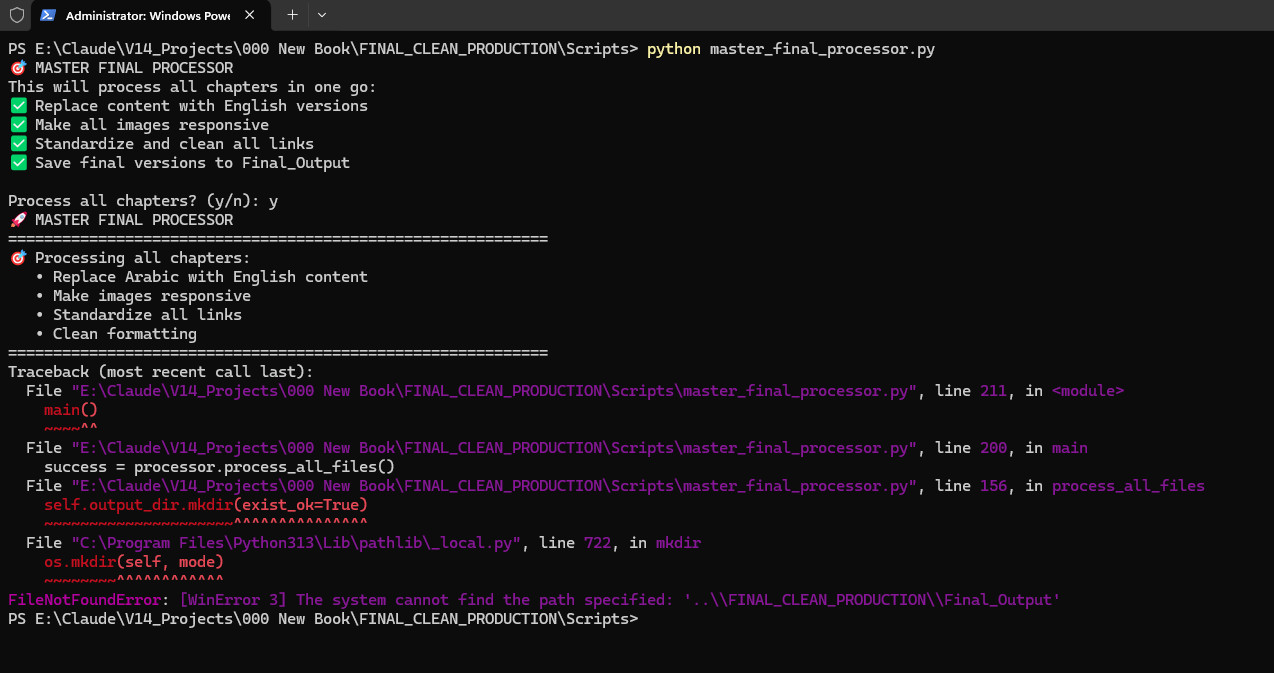 Administrator: Windows Powe
PS E:\Claude\V14_Projects\000 New Book\FINAL_CLEAN_PRODUCTION\Scripts> python master_final_processor.py
🎯 MASTER FINAL PROCESSOR
This will process all chapters in one go:
✅ Replace content with English versions
✅ Make all images responsive
✅ Standardize and clean all links
✅ Save final versions to Final_Output
Process all chapters? (y/n): y
🚀 MASTER FINAL PROCESSOR
============================================================
🎯 Processing all chapters:
• Replace Arabic with English content
• Make images responsive
• Standardize all links
• Clean formatting
============================================================
Traceback (most recent call last):
File "E:\Claude\V14_Projects\000 New Book\FINAL_CLEAN_PRODUCTION\Scripts\master_final_processor.py", line 211, in <module>
main()
~~~~^^
File "E:\Claude\V14_Projects\000 New Book\FINAL_CLEAN_PRODUCTION\Scripts\master_final_processor.py", line 200, in main
success = processor.process_all_files()
File "E:\Claude\V14_Projects\000 New Book\FINAL_CLEAN_PRODUCTION\Scripts\master_final_processor.py", line 156, in process_all_files
self.output_dir.mkdir(exist_ok=True)
~~~~~~~~~~~~~~~~~~~~~^^^^^^^^^^^^^^^
File "C:\Program Files\Python313\Lib\pathlib\_local.py", line 722, in mkdir
os.mkdir(self, mode)
~~~~~~~~^^^^^^^^^^^^
FileNotFoundError: [WinError 3] The system cannot find the path specified: '..\\FINAL_CLEAN_PRODUCTION\\Final_Output'
PS E:\Claude\V14_Projects\000 New Book\FINAL_CLEAN_PRODUCTION\Scripts>